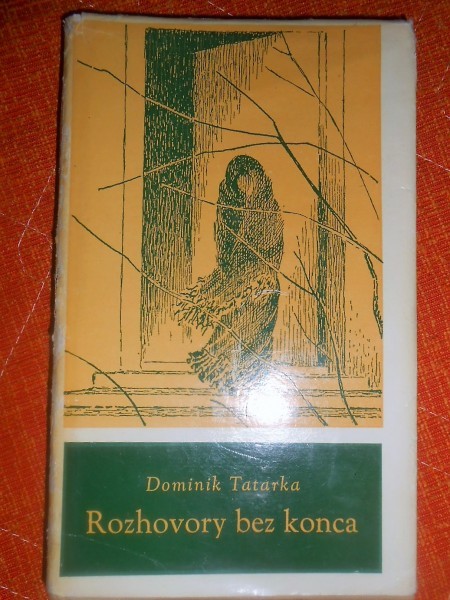 Dominik Tatarka
Rozhovory bez konca